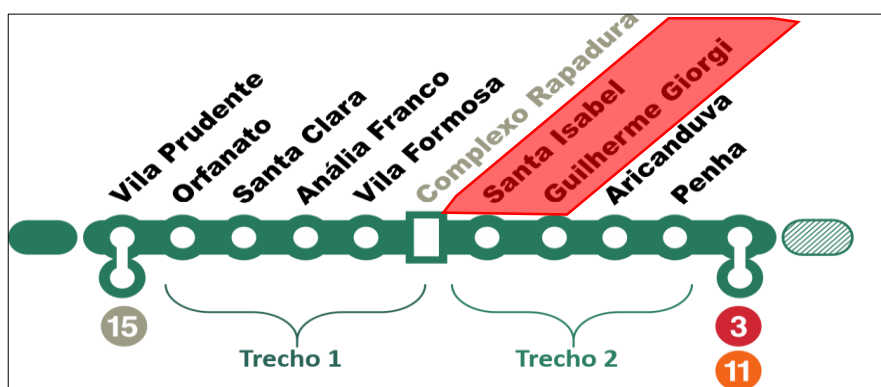 Vila Prudente
Orfanato
Santa Clara
Anália Franco
Vila Formosa
Complexo Rapadura
Santa Isabel
Guilherme Giorgi
Aricanduva
Penha
15
Trecho 1
Trecho 2
3
11